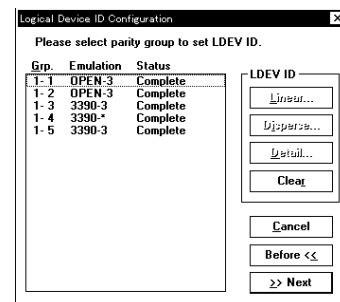 Logical Device ID Configuration
Please select parity group to set LDEV ID.
Grp. Emulation Status
1- 1 OPEN-3 Complete
1- 2 OPEN-3 Complete
1- 3 3390-3 Complete
1- 4 3390-* Complete
1- 5 3390-3 Complete
LDEV ID
Linear...
Disperse...
Detail...
Clear
Cancel
Before <<
>> Next